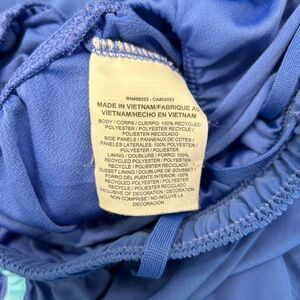 RN#56323 - CA#05553
MADE IN VIETNAM/FABRIQUE AU
VIETNAM/HECHO EN VIETNAM
BODY / CORPS / CUERPO: 100% RECYCLED
POLYESTER / POLYESTER RECYCLÉ /
POLIESTER RECICLADO
SIDE PANELS / PANNEAUX DE COTES /
PANELES LATERALES: 100% POLYESTER /
POLYESTER / POLIESTER
LINING / DOUBLURE / FORRO: 100%
RECYCLED POLYESTER / POLYESTER
RECYCLE / POLIESTER RECICLADO
GUSSET LINING / DOUBLURE DE GOUSSET /
FORRO DEL PUENTE INTERIOR: 100%
RECYCLED POLYESTER / POLYESTER
RECYCLE / POLIESTER RECICLADO
EXCLUSIVE OF DECORATION / DECORATION
NON-COMPRISE / NO INCLUYE LA
DECORACION